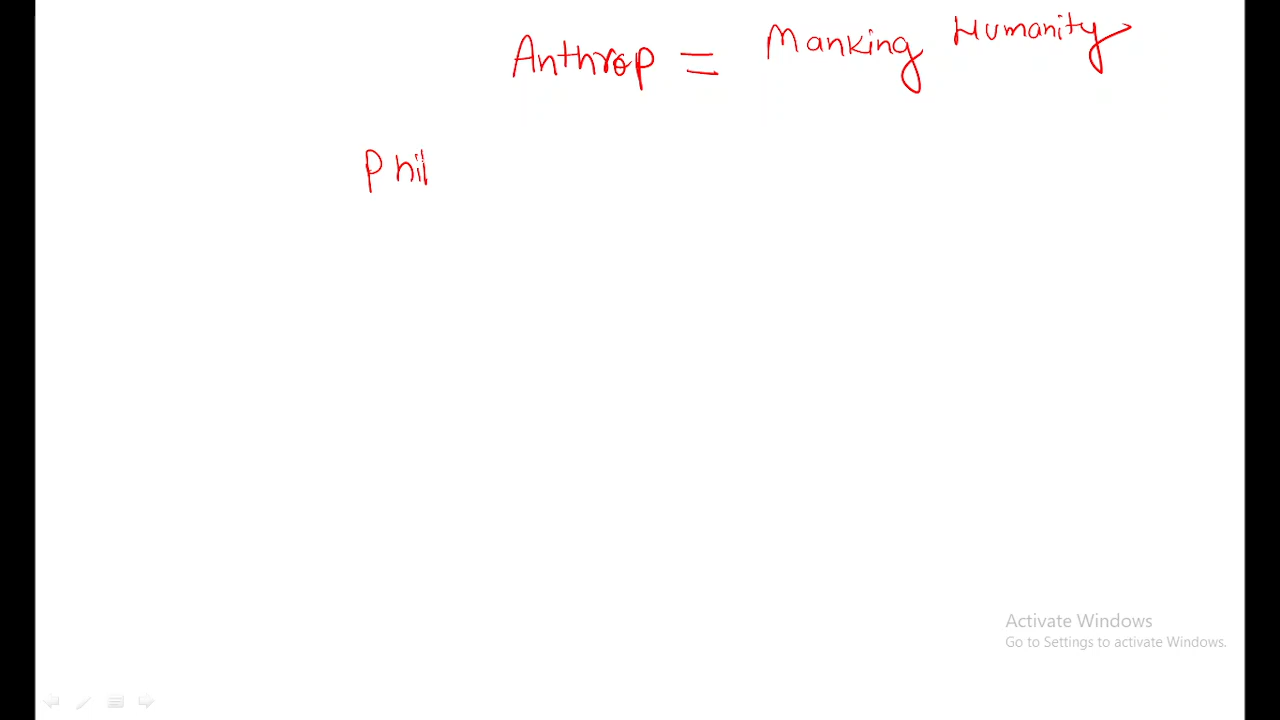 Anthrop = Manking Humanity
Phil
Activate Windows
Go to Settings to activate Windows.